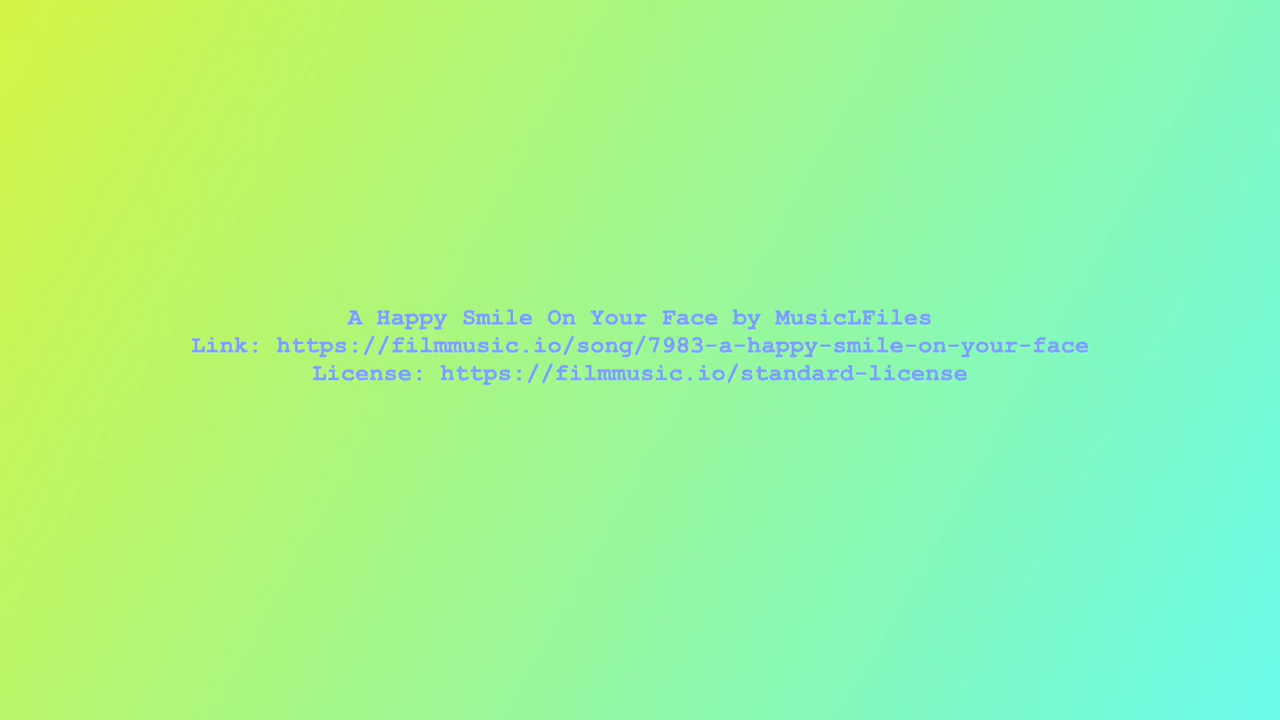 A Happy Smile On Your Face by MusicLFiles
Link: https://filmmusic.io/song/7983-a-happy-smile-on-your-face
License: https://filmmusic.io/standard-license